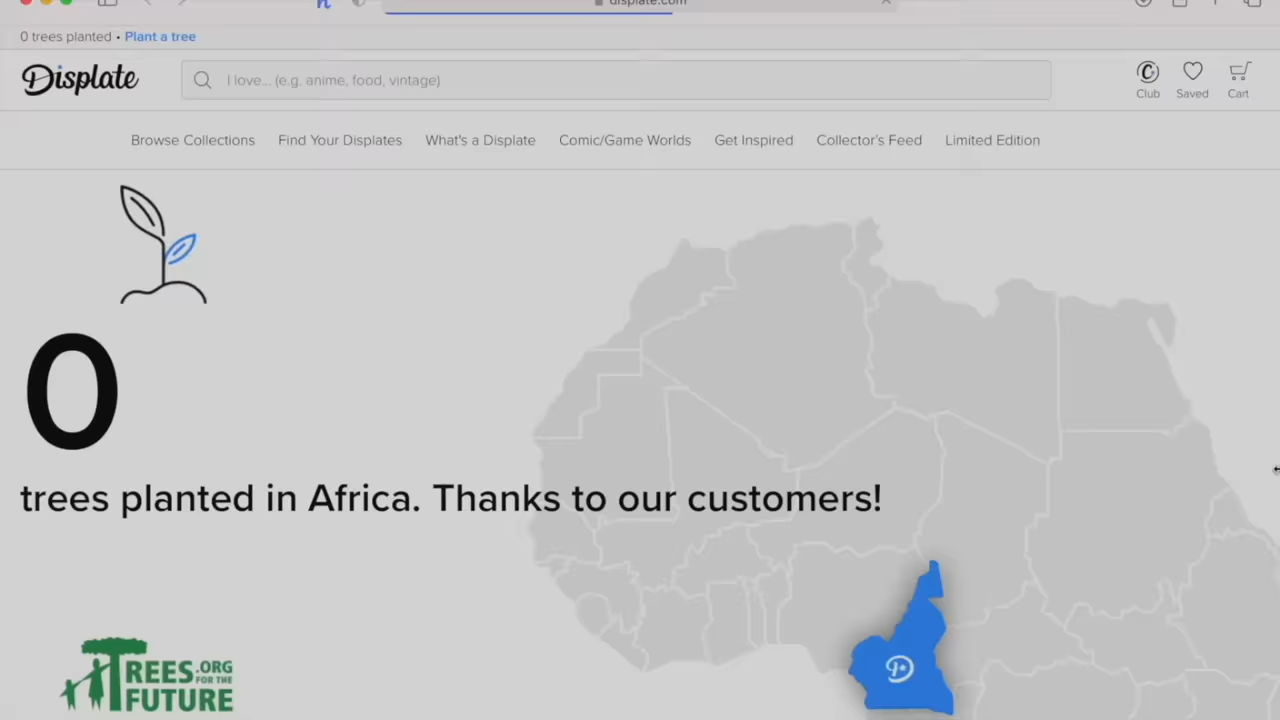 displate.com
0 trees planted • Plant a tree
Displate
I love... (e.g. anime, food, vintage)
Club
Saved
Cart
Browse Collections
Find Your Displates
What's a Displate
Comic/Game Worlds
Get Inspired
Collector's Feed
Limited Edition
0
trees planted in Africa. Thanks to our customers!
D
TREES.ORG
FOR THE
FUTURE